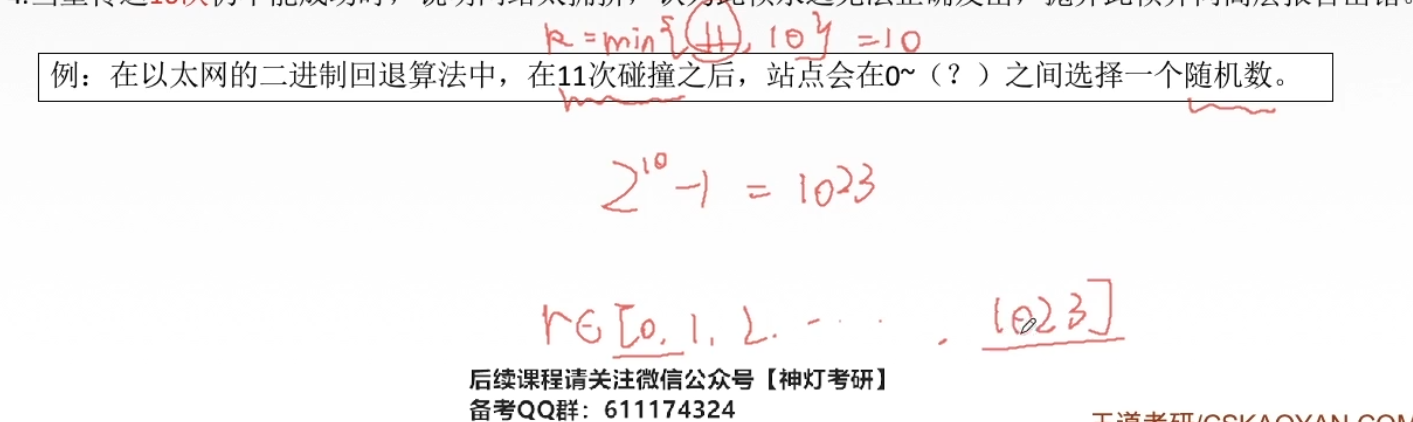 k=min{11, 10}=10
例：在以太网的二进制回退算法中，在11次碰撞之后，站点会在0~（？）之间选择一个随机数。
2^10-1 = 1023
r∈[0, 1, 2. - · · · . 1023]
后续课程请关注微信公众号【神灯考研】
备考QQ群：611174324
王道考研/CSKAOYAN.COM